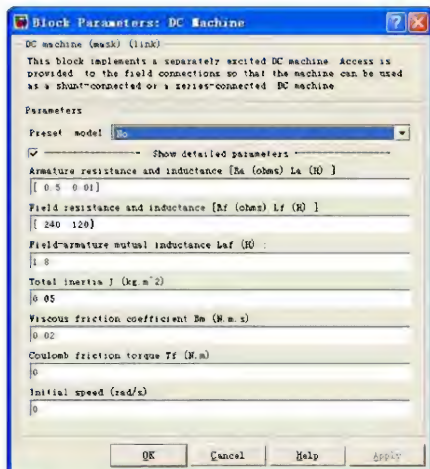 Block Parameters: DC Machine
DC machine (mask) (link)
This block implements a separately excited DC machine. Access is
provided to the field connections so that the machine can be used
as a shunt-connected or a series-connected DC machine.
Parameters
Preset model: No
Show detailed parameters
Armature resistance and inductance [Ra (ohms) La (H) ]
[ 0.5 0.01]
Field resistance and inductance [Rf (ohms) Lf (H) ]
[ 240 120]
Field-armature mutual inductance Laf (H) :
1.8
Total inertia J (kg.m^2)
0.05
Viscous friction coefficient Bm (N.m.s)
0.02
Coulomb friction torque Tf (N.m)
0
Initial speed (rad/s)
0
OK Cancel Help Apply